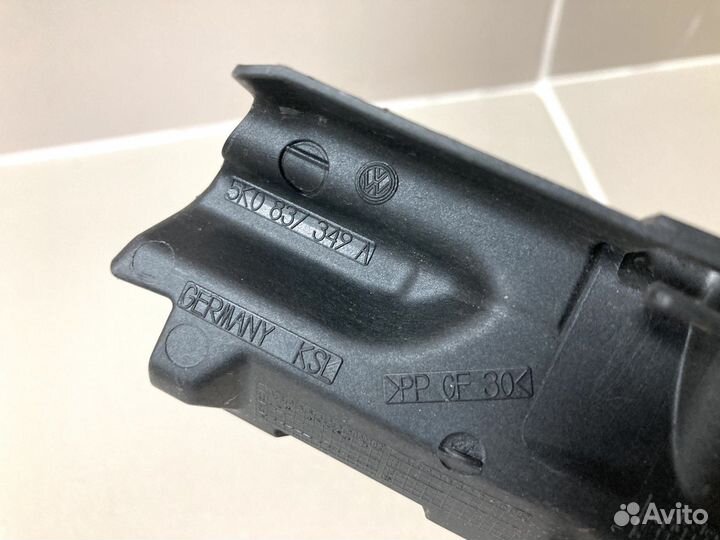 5K0 837 349 A
GERMANY KSL
>PP GF 30<
Avito